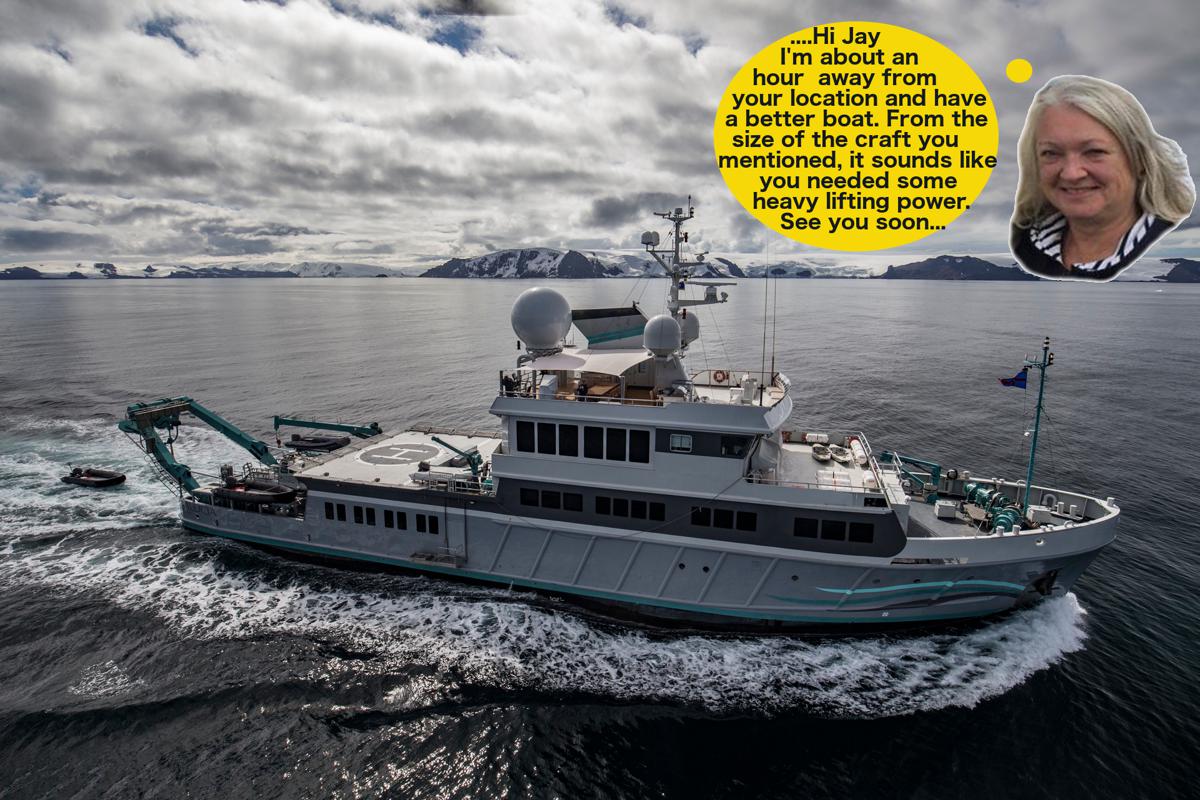 ....Hi Jay
I'm about an
hour away from
your location and have
a better boat. From the
size of the craft you
mentioned, it sounds like
you needed some
heavy lifting power.
See you soon...
H